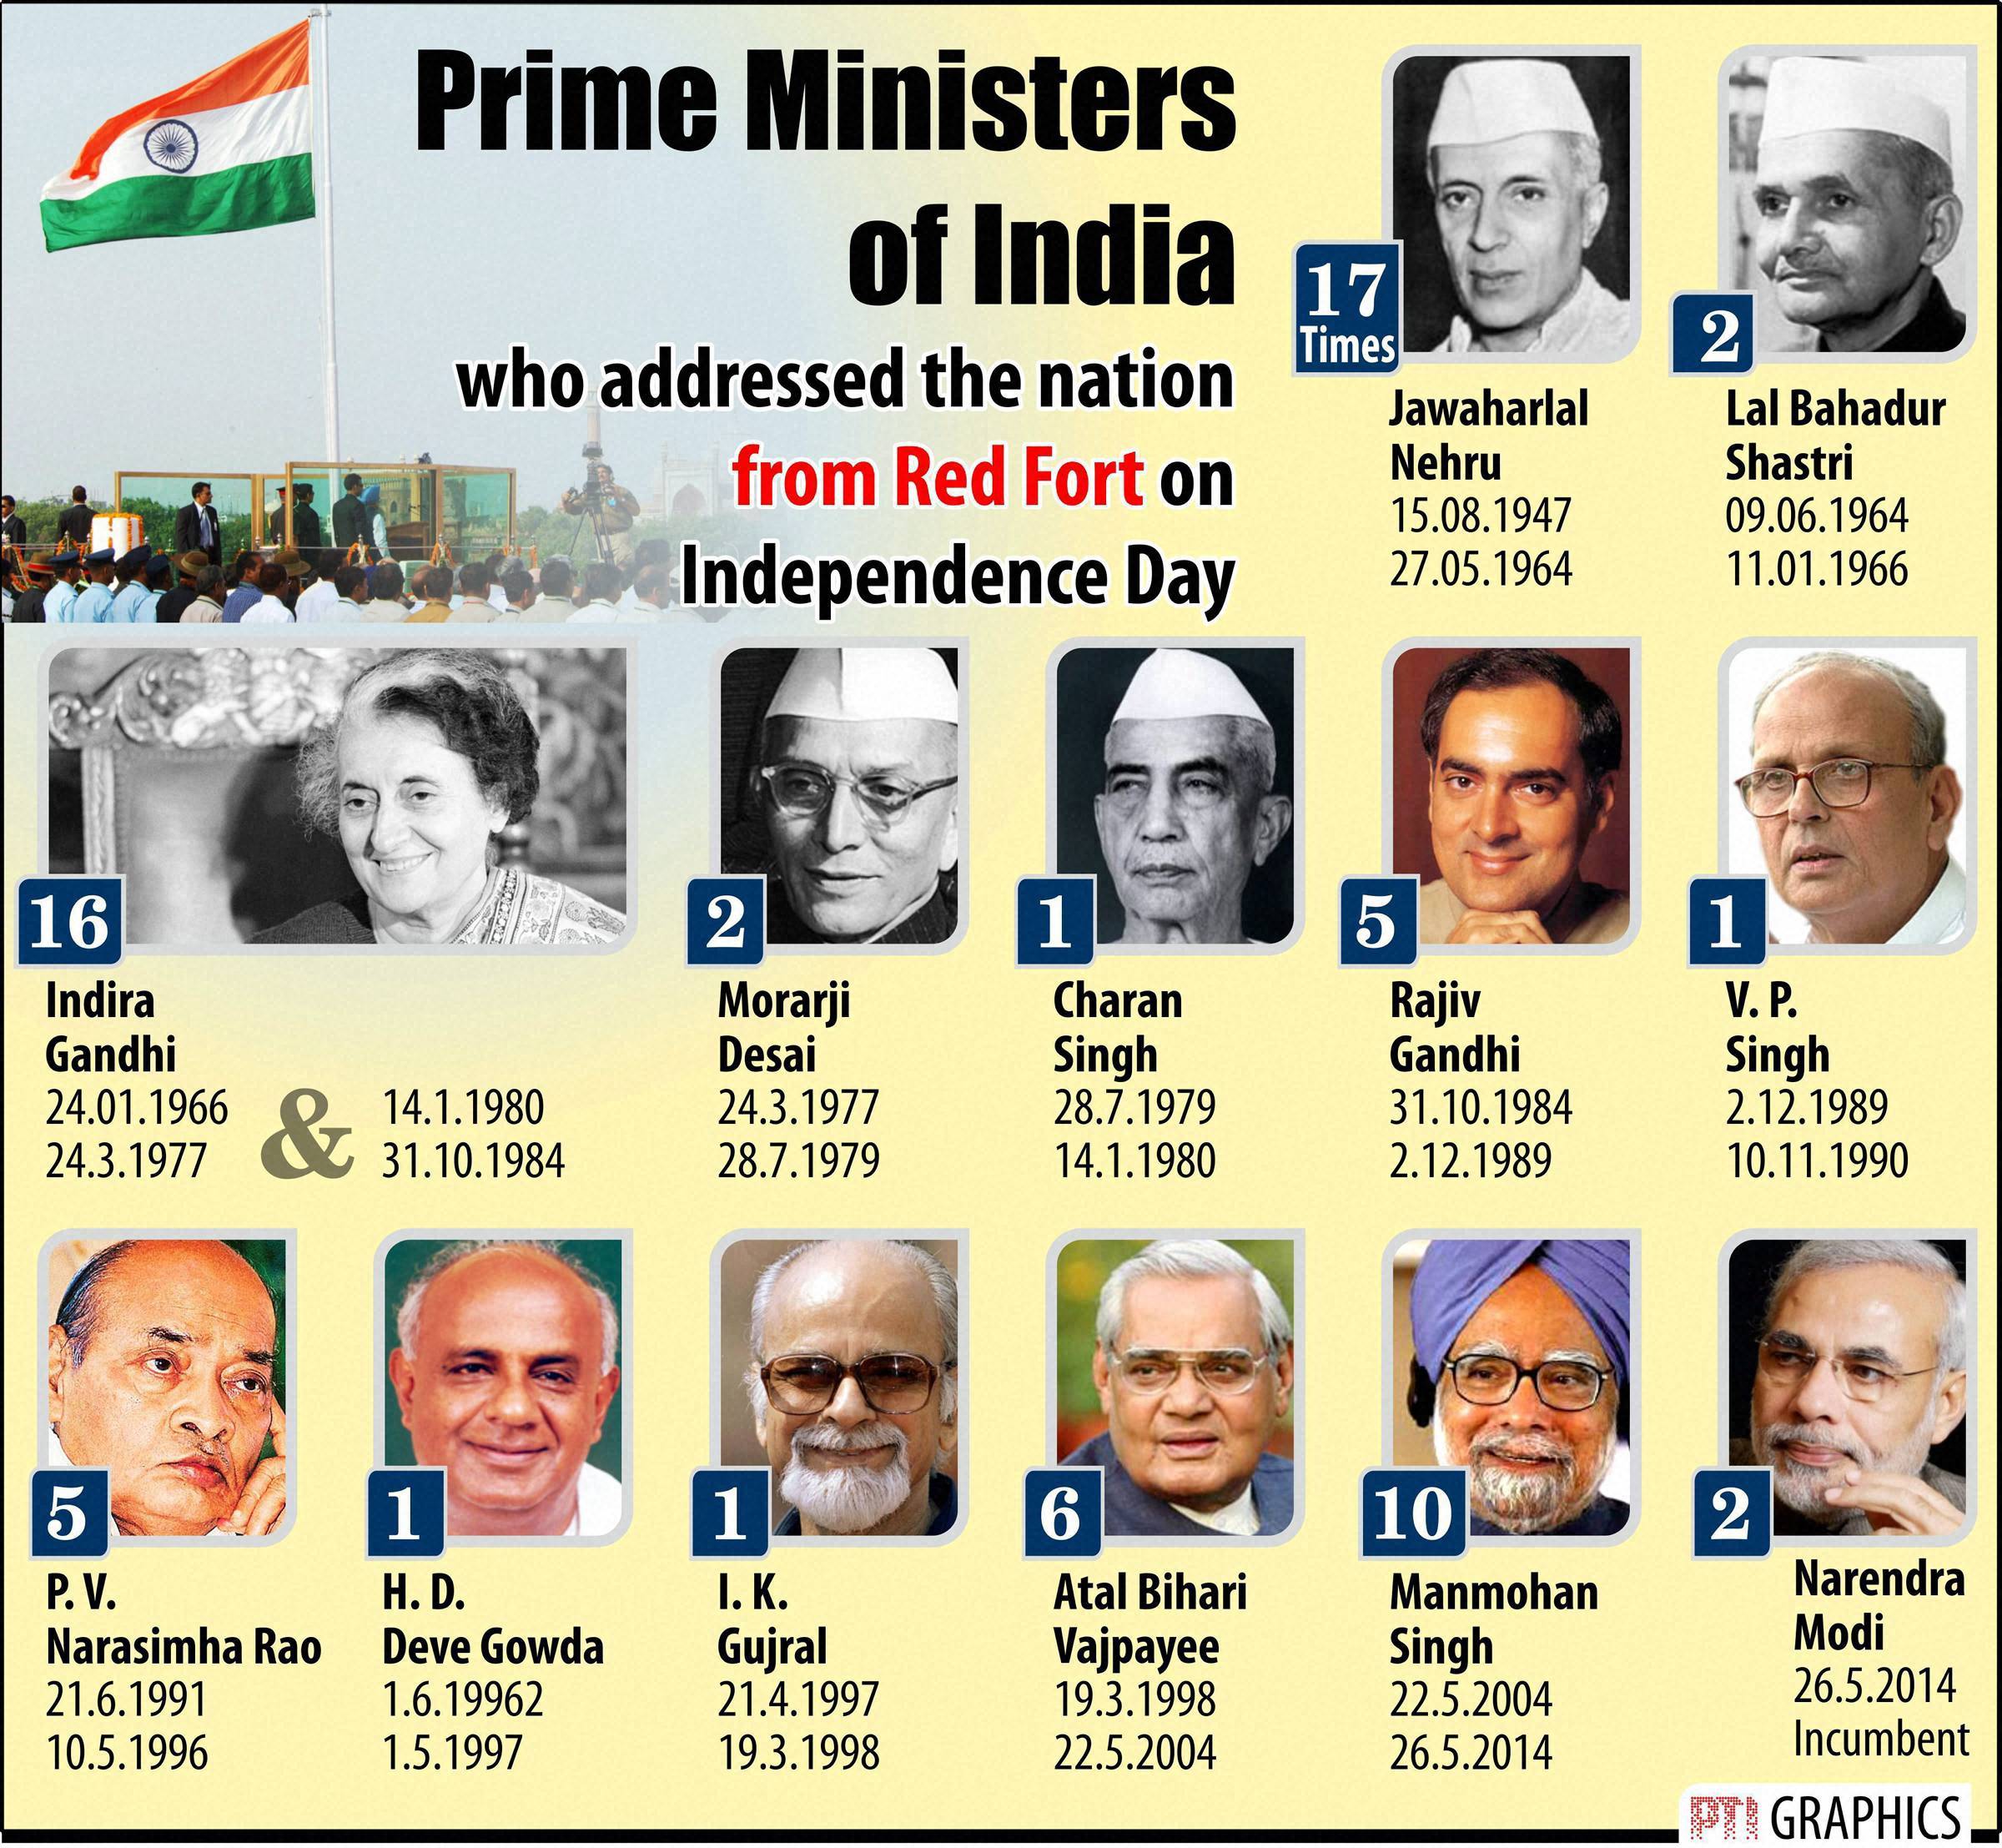 Prime Ministers
of India
who addressed the nation
from Red Fort on
Independence Day
17
Times
Jawaharlal
Nehru
15.08.1947
27.05.1964
2
Lal Bahadur
Shastri
09.06.1964
11.01.1966
16
Indira
Gandhi
24.01.1966
24.3.1977
&
14.1.1980
31.10.1984
2
Morarji
Desai
24.3.1977
28.7.1979
1
Charan
Singh
28.7.1979
14.1.1980
5
Rajiv
Gandhi
31.10.1984
2.12.1989
1
V. P.
Singh
2.12.1989
10.11.1990
5
P. V.
Narasimha Rao
21.6.1991
10.5.1996
1
H. D.
Deve Gowda
1.6.19962
1.5.1997
1
I. K.
Gujral
21.4.1997
19.3.1998
6
Atal Bihari
Vajpayee
19.3.1998
22.5.2004
10
Manmohan
Singh
22.5.2004
26.5.2014
2
Narendra
Modi
26.5.2014
Incumbent
PTI GRAPHICS